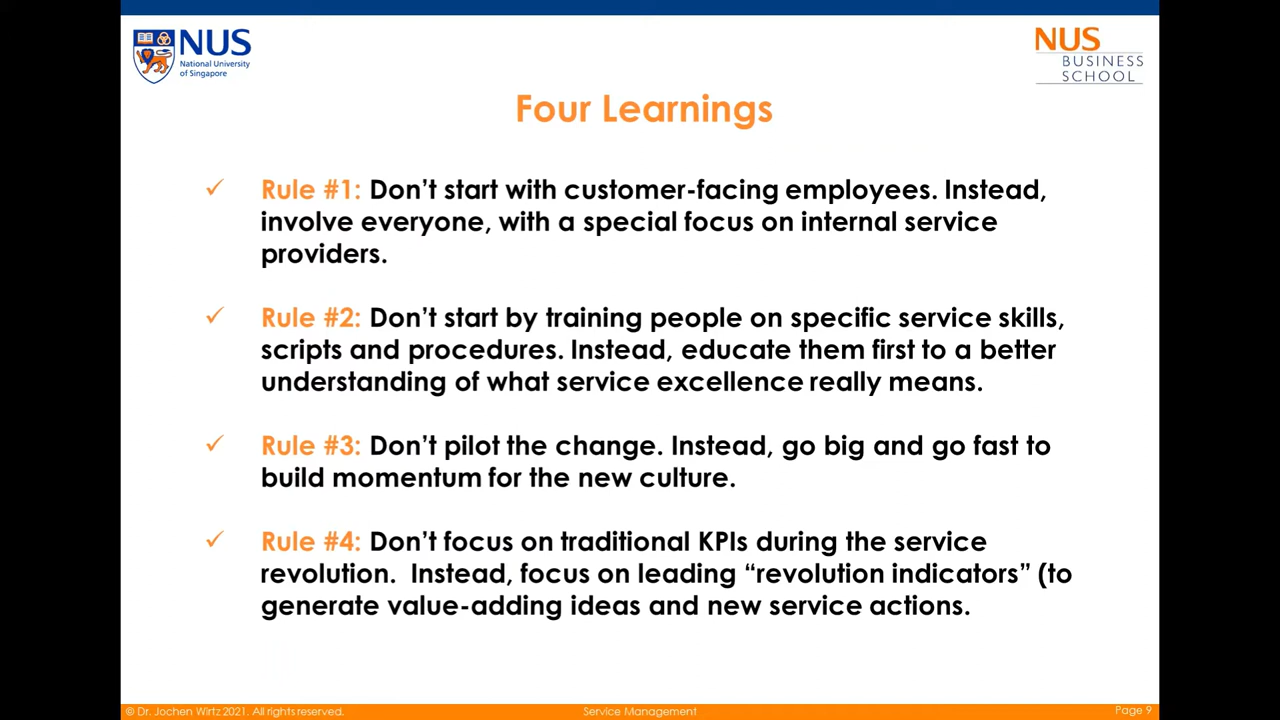 NUS
National University
of Singapore
NUS
BUSINESS
SCHOOL
Four Learnings
✓ Rule #1: Don’t start with customer-facing employees. Instead,
involve everyone, with a special focus on internal service
providers.
✓ Rule #2: Don’t start by training people on specific service skills,
scripts and procedures. Instead, educate them first to a better
understanding of what service excellence really means.
✓ Rule #3: Don’t pilot the change. Instead, go big and go fast to
build momentum for the new culture.
✓ Rule #4: Don’t focus on traditional KPIs during the service
revolution.  Instead, focus on leading “revolution indicators” (to
generate value-adding ideas and new service actions.
© Dr. Jochen Wirtz 2021. All rights reserved. Service Management Page 9